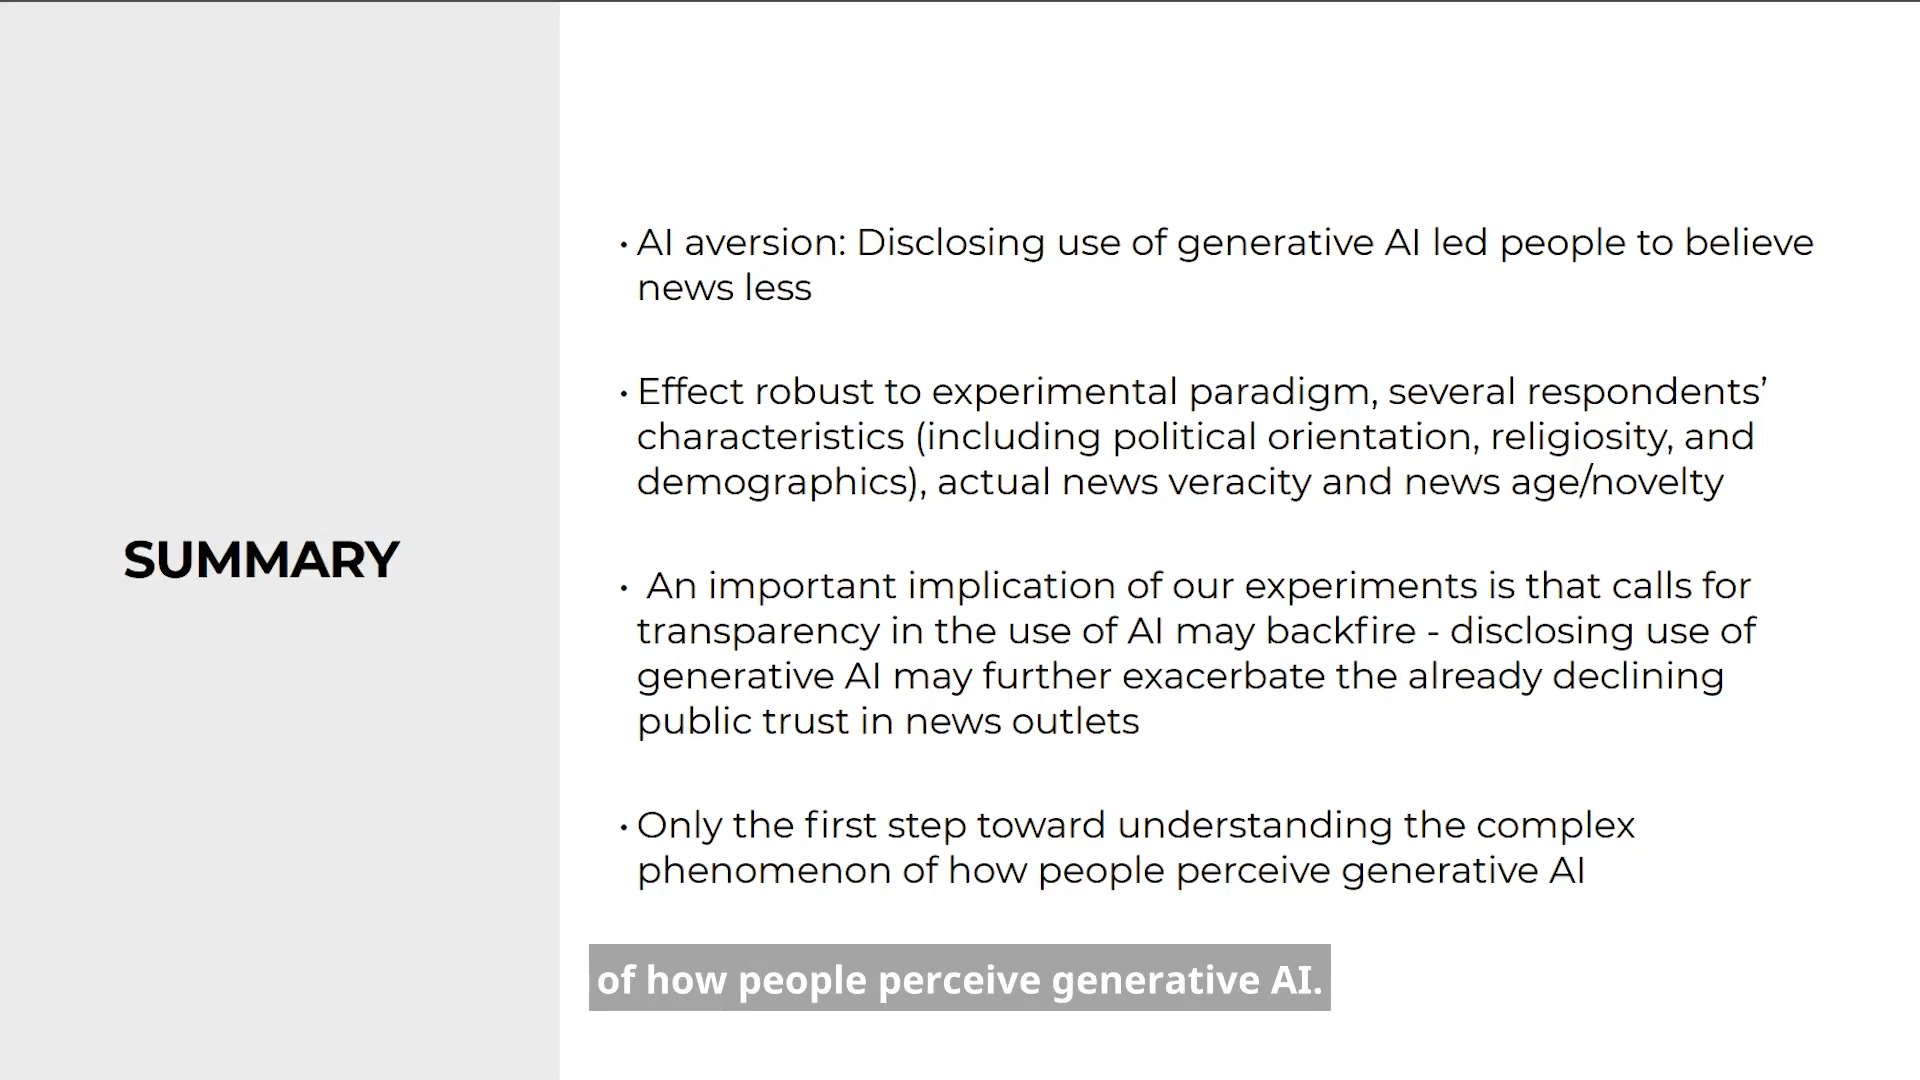 SUMMARY
• AI aversion: Disclosing use of generative AI led people to believe
news less
• Effect robust to experimental paradigm, several respondents’
characteristics (including political orientation, religiosity, and
demographics), actual news veracity and news age/novelty
• An important implication of our experiments is that calls for
transparency in the use of AI may backfire - disclosing use of
generative AI may further exacerbate the already declining
public trust in news outlets
• Only the first step toward understanding the complex
phenomenon of how people perceive generative AI
of how people perceive generative AI.